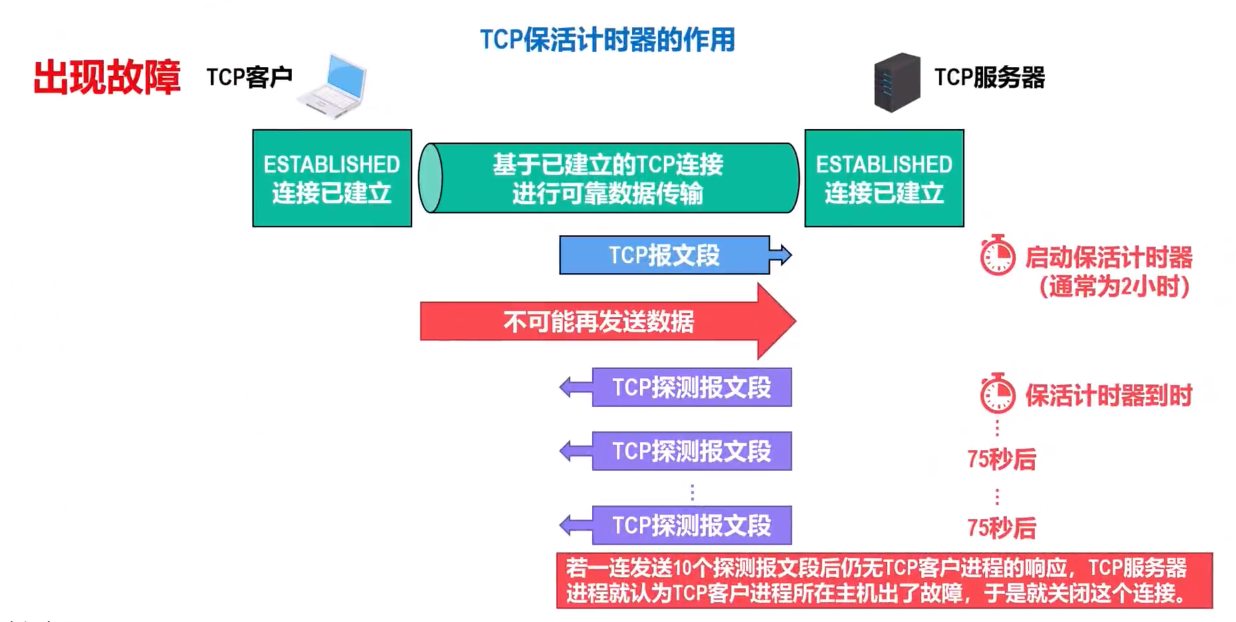 TCP保活计时器的作用
出现故障
TCP客户
TCP服务器
ESTABLISHED
连接已建立
基于已建立的TCP连接
进行可靠数据传输
ESTABLISHED
连接已建立
TCP报文段
启动保活计时器
（通常为2小时）
不可能再发送数据
TCP探测报文段
保活计时器到时
TCP探测报文段
75秒后
TCP探测报文段
75秒后
若一连发送10个探测报文段后仍无TCP客户进程的响应，TCP服务器
进程就认为TCP客户进程所在主机出了故障，于是就关闭这个连接。